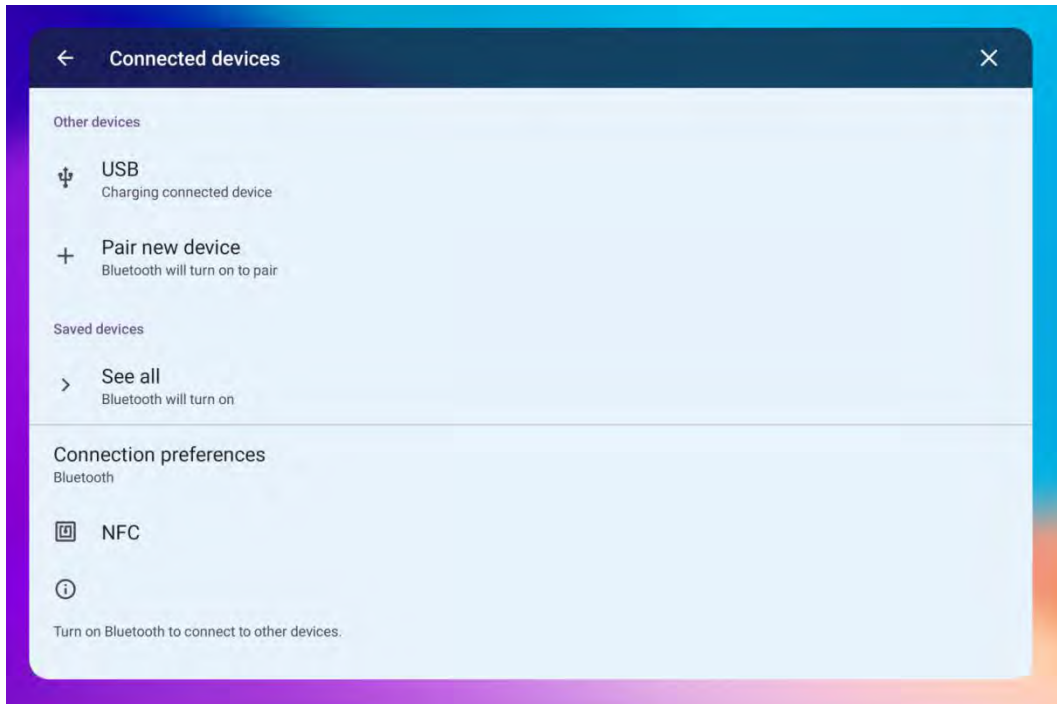 Connected devices
Other devices
USB
Charging connected device
Pair new device
Bluetooth will turn on to pair
Saved devices
See all
Bluetooth will turn on
Connection preferences
Bluetooth
NFC
Turn on Bluetooth to connect to other devices.